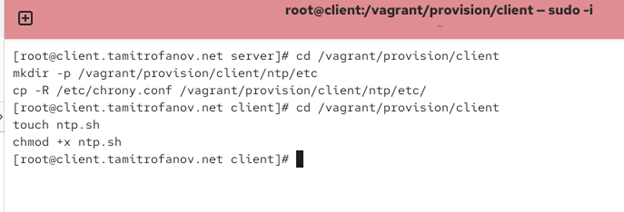 root@client:/vagrant/provision/client — sudo -i
~
[root@client.tamitrofanov.net server]# cd /vagrant/provision/client
mkdir -p /vagrant/provision/client/ntp/etc
cp -R /etc/chrony.conf /vagrant/provision/client/ntp/etc/
[root@client.tamitrofanov.net client]# cd /vagrant/provision/client
touch ntp.sh
chmod +x ntp.sh
[root@client.tamitrofanov.net client]#